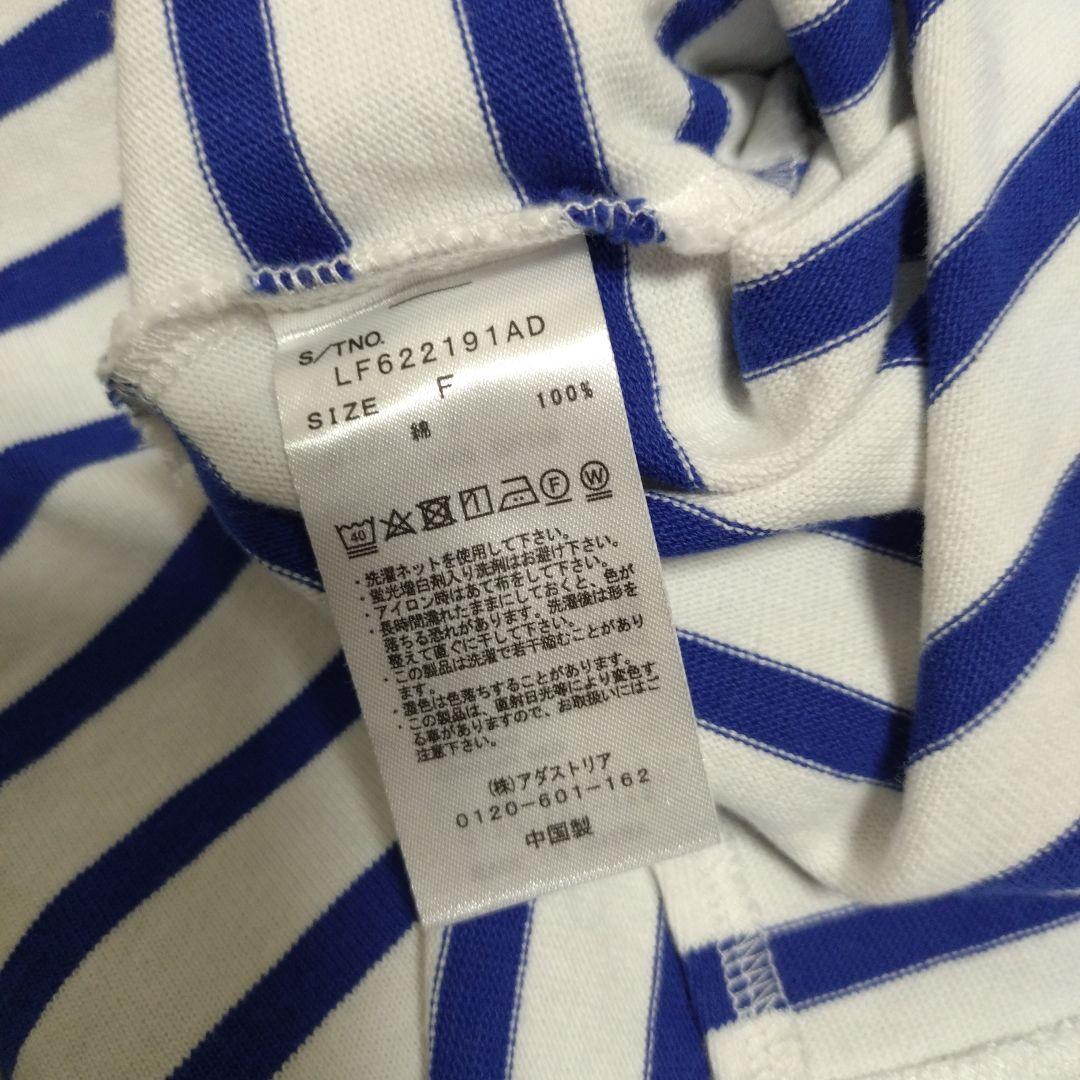 S/TNO.
LF622191AD
SIZE F
綿 100%
40 F W
・洗濯ネットを使用して下さい。
・蛍光増白剤入り洗剤はお避け下さい。
・アイロン時はあて布をして下さい。
・長時間濡れたままにしておくと、色が
落ちる恐れがあります。洗濯後は形を
整えて直ぐに干して下さい。
・この製品は洗濯で若干縮むことがあり
ます。
・濃色は色落ちすることがあります。
・この製品は、直射日光等により変色す
る事がありますので、お取扱いにはご
注意下さい。
(株)アダストリア
0120-601-162
中国製